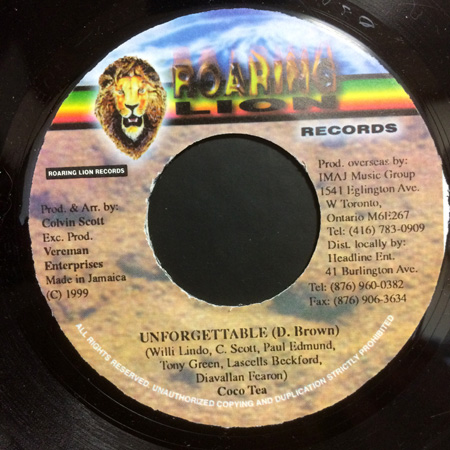 ROARING
LION
RECORDS
ROARING LION RECORDS
Prod. & Arr. by:
Colvin Scott
Exc. Prod.
Vereman
Enterprises
Made in Jamaica
(C) 1999
Prod. overseas by:
IMAJ Music Group
1541 Eglington Ave.
W Toronto,
Ontario M6E267
Tel: (416) 783-0909
Dist. locally by:
Headline Ent.
41 Burlington Ave.
Tel: (876) 960-0382
Fax: (876) 906-3634
UNFORGETTABLE (D. Brown)
(Willi Lindo, C. Scott, Paul Edmund,
Tony Green, Lascells Beckford,
Diavallan Fearon)
Coco Tea
ALL RIGHTS RESERVED. UNAUTHORIZED COPYING AND DUPLICATION STRICTLY PROHIBITED